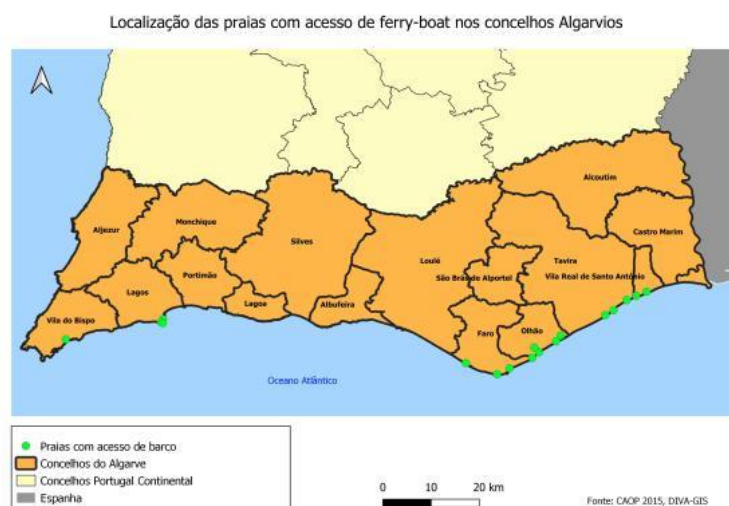 Localização das praias com acesso de ferry-boat nos concelhos Algarvios
Alcoutim
Aljezur
Monchique
Castro Marim
Silves
Loulé
Tavira
São Brás de Alportel
Vila Real de Santo António
Portimão
Lagos
Lagoa
Albufeira
Vila do Bispo
Faro
Olhão
Oceano Atlântico
Praias com acesso de barco
Concelhos do Algarve
Concelhos Portugal Continental
Espanha
0 10 20 km
Fonte: CAOP 2015, DIVA-GIS